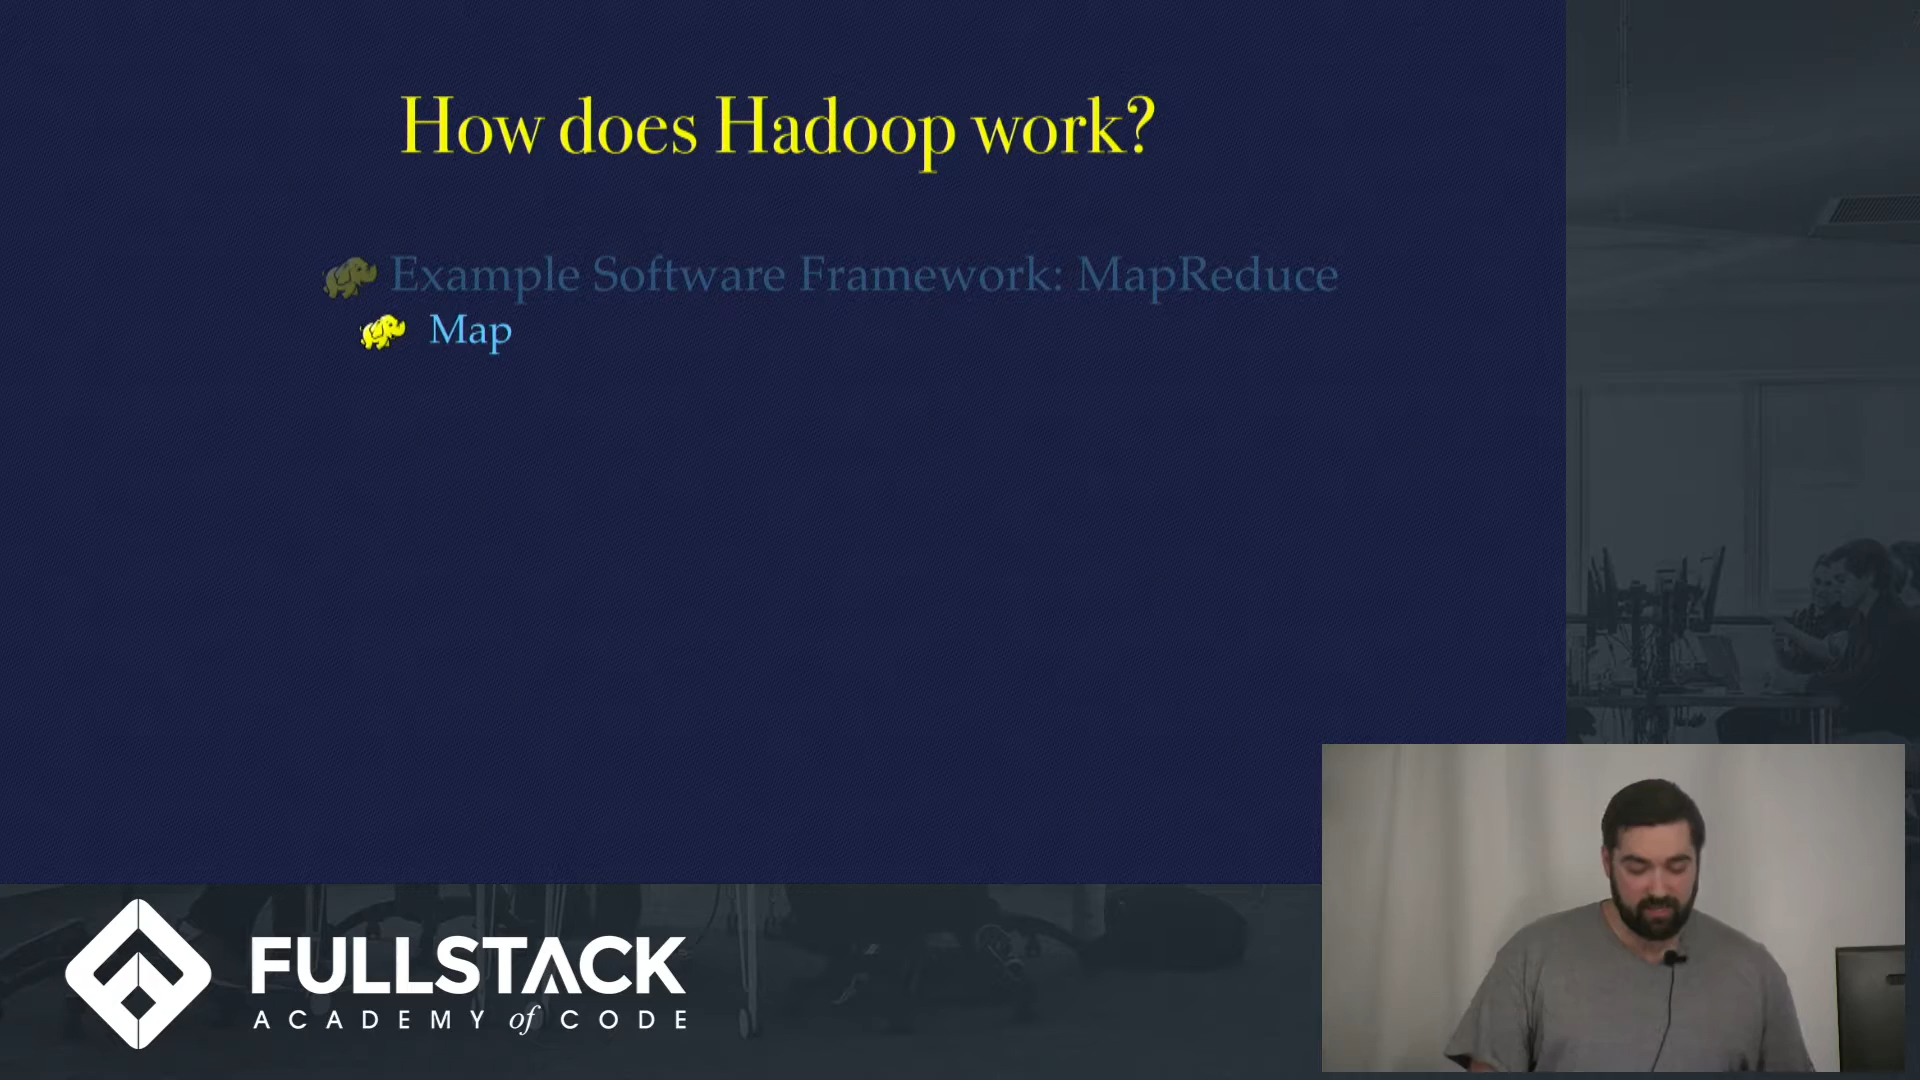 How does Hadoop work?
Example Software Framework: MapReduce
Map
FULLSTACK
ACADEMY of CODE